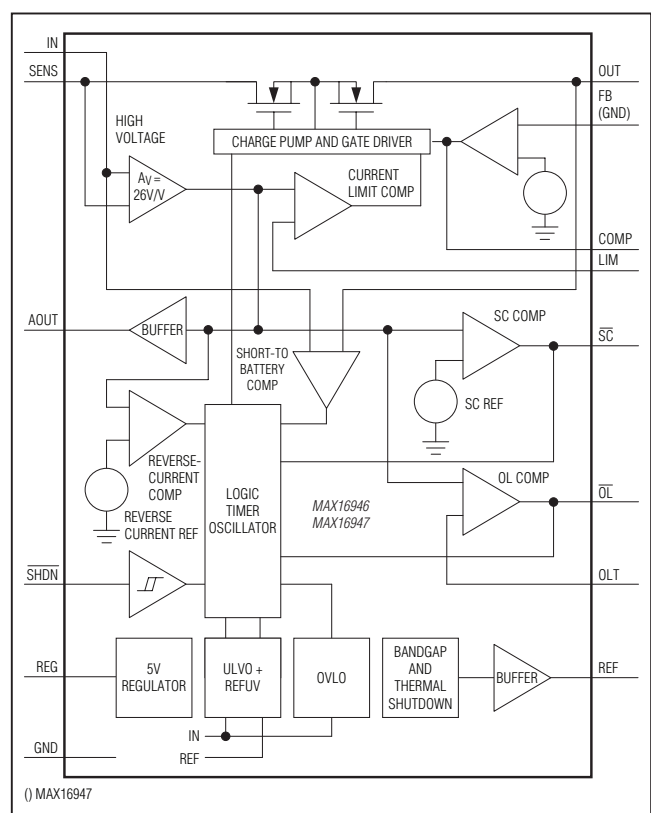 IN
SENS
OUT
FB
(GND)
HIGH
VOLTAGE
CHARGE PUMP AND GATE DRIVER
AV =
26V/V
CURRENT
LIMIT COMP
COMP
LIM
AOUT
BUFFER
SHORT-TO
BATTERY
COMP
SC COMP
SC
SC REF
REVERSE-
CURRENT
COMP
REVERSE
CURRENT REF
LOGIC
TIMER
OSCILLATOR
MAX16946
MAX16947
OL COMP
OL
SHDN
OLT
REG
5V
REGULATOR
ULVO +
REFUV
OVLO
BANDGAP
AND
THERMAL
SHUTDOWN
BUFFER
REF
IN
REF
GND
() MAX16947